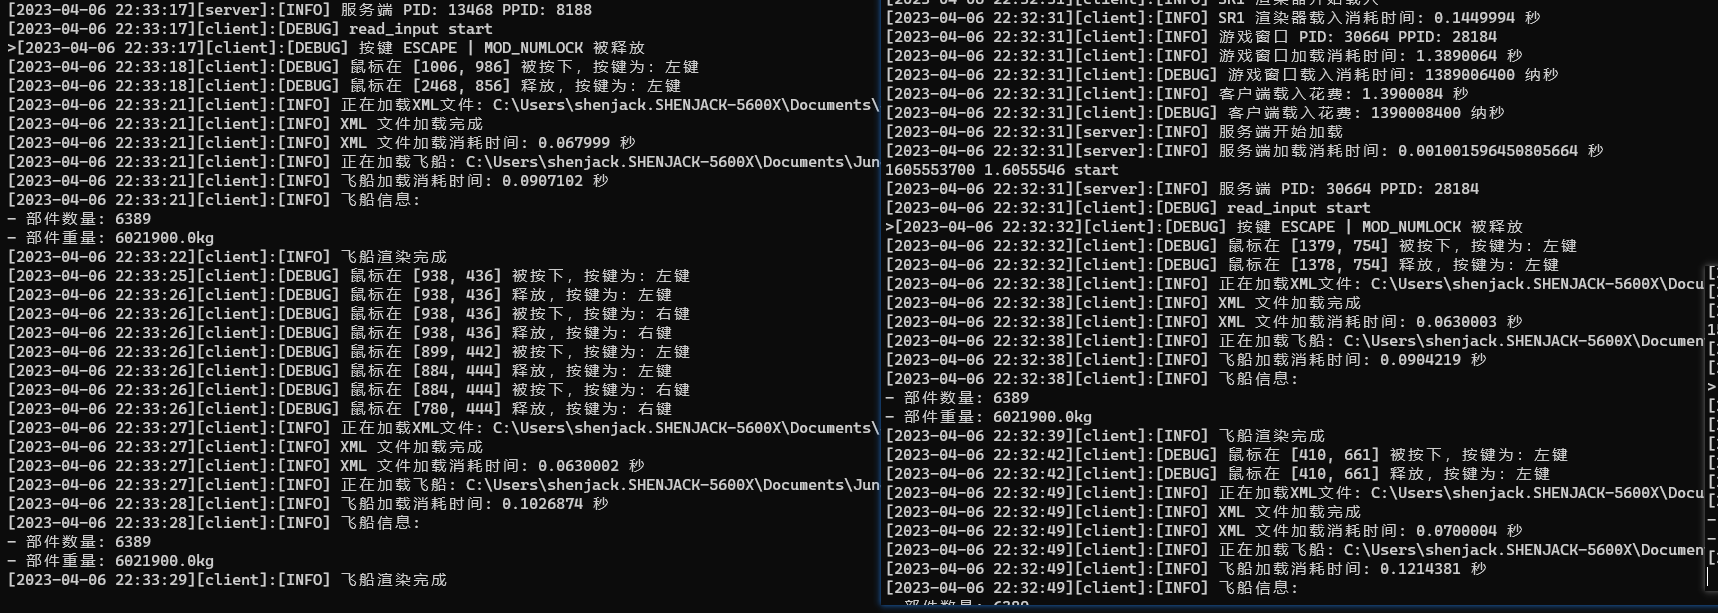 [2023-04-06 22:33:17][server]:[INFO] 服务端 PID: 13468 PPID: 8188
[2023-04-06 22:33:17][client]:[DEBUG] read_input start
>[2023-04-06 22:33:17][client]:[DEBUG] 按键 ESCAPE | MOD_NUMLOCK 被释放
[2023-04-06 22:33:18][client]:[DEBUG] 鼠标在 [1006, 986] 被按下，按键为: 左键
[2023-04-06 22:33:18][client]:[DEBUG] 鼠标在 [2468, 856] 释放，按键为: 左键
[2023-04-06 22:33:21][client]:[INFO] 正在加载XML文件: C:\Users\shenjack.SHENJACK-5600X\Documents\
[2023-04-06 22:33:21][client]:[INFO] XML 文件加载完成
[2023-04-06 22:33:21][client]:[INFO] XML 文件加载消耗时间: 0.067999 秒
[2023-04-06 22:33:21][client]:[INFO] 正在加载飞船: C:\Users\shenjack.SHENJACK-5600X\Documents\Jun
[2023-04-06 22:33:21][client]:[INFO] 飞船加载消耗时间: 0.0907102 秒
[2023-04-06 22:33:21][client]:[INFO] 飞船信息:
- 部件数量: 6389
- 部件重量: 6021900.0kg
[2023-04-06 22:33:22][client]:[INFO] 飞船渲染完成
[2023-04-06 22:33:25][client]:[DEBUG] 鼠标在 [938, 436] 被按下，按键为: 左键
[2023-04-06 22:33:26][client]:[DEBUG] 鼠标在 [938, 436] 释放，按键为: 左键
[2023-04-06 22:33:26][client]:[DEBUG] 鼠标在 [938, 436] 被按下，按键为: 右键
[2023-04-06 22:33:26][client]:[DEBUG] 鼠标在 [938, 436] 释放，按键为: 右键
[2023-04-06 22:33:26][client]:[DEBUG] 鼠标在 [899, 442] 被按下，按键为: 左键
[2023-04-06 22:33:26][client]:[DEBUG] 鼠标在 [884, 444] 释放，按键为: 左键
[2023-04-06 22:33:26][client]:[DEBUG] 鼠标在 [884, 444] 被按下，按键为: 右键
[2023-04-06 22:33:26][client]:[DEBUG] 鼠标在 [780, 444] 释放，按键为: 右键
[2023-04-06 22:33:27][client]:[INFO] 正在加载XML文件: C:\Users\shenjack.SHENJACK-5600X\Documents\
[2023-04-06 22:33:27][client]:[INFO] XML 文件加载完成
[2023-04-06 22:33:27][client]:[INFO] XML 文件加载消耗时间: 0.0630002 秒
[2023-04-06 22:33:27][client]:[INFO] 正在加载飞船: C:\Users\shenjack.SHENJACK-5600X\Documents\Jun
[2023-04-06 22:33:28][client]:[INFO] 飞船加载消耗时间: 0.1026874 秒
[2023-04-06 22:33:28][client]:[INFO] 飞船信息:
- 部件数量: 6389
- 部件重量: 6021900.0kg
[2023-04-06 22:33:29][client]:[INFO] 飞船渲染完成
[2023-04-06 22:32:31][client]:[INFO] SR1 渲染器开始载入
[2023-04-06 22:32:31][client]:[INFO] SR1 渲染器载入消耗时间: 0.1449994 秒
[2023-04-06 22:32:31][client]:[INFO] 游戏窗口 PID: 30664 PPID: 28184
[2023-04-06 22:32:31][client]:[INFO] 游戏窗口加载消耗时间: 1.3890064 秒
[2023-04-06 22:32:31][client]:[DEBUG] 游戏窗口载入消耗时间: 1389006400 纳秒
[2023-04-06 22:32:31][client]:[INFO] 客户端载入花费: 1.3900084 秒
[2023-04-06 22:32:31][client]:[DEBUG] 客户端载入花费: 1390008400 纳秒
[2023-04-06 22:32:31][server]:[INFO] 服务端开始加载
[2023-04-06 22:32:31][server]:[INFO] 服务端加载消耗时间: 0.001001596450805664 秒
1605553700 1.6055546 start
[2023-04-06 22:32:31][server]:[INFO] 服务端 PID: 30664 PPID: 28184
[2023-04-06 22:32:31][client]:[DEBUG] read_input start
>[2023-04-06 22:32:32][client]:[DEBUG] 按键 ESCAPE | MOD_NUMLOCK 被释放
[2023-04-06 22:32:32][client]:[DEBUG] 鼠标在 [1379, 754] 被按下，按键为: 左键
[2023-04-06 22:32:32][client]:[DEBUG] 鼠标在 [1378, 754] 释放，按键为: 左键
[2023-04-06 22:32:38][client]:[INFO] 正在加载XML文件: C:\Users\shenjack.SHENJACK-5600X\Docu
[2023-04-06 22:32:38][client]:[INFO] XML 文件加载完成
[2023-04-06 22:32:38][client]:[INFO] XML 文件加载消耗时间: 0.0630003 秒
[2023-04-06 22:32:38][client]:[INFO] 正在加载飞船: C:\Users\shenjack.SHENJACK-5600X\Documen
[2023-04-06 22:32:38][client]:[INFO] 飞船加载消耗时间: 0.0904219 秒
[2023-04-06 22:32:38][client]:[INFO] 飞船信息:
- 部件数量: 6389
- 部件重量: 6021900.0kg
[2023-04-06 22:32:39][client]:[INFO] 飞船渲染完成
[2023-04-06 22:32:42][client]:[DEBUG] 鼠标在 [410, 661] 被按下，按键为: 左键
[2023-04-06 22:32:42][client]:[DEBUG] 鼠标在 [410, 661] 释放，按键为: 左键
[2023-04-06 22:32:49][client]:[INFO] 正在加载XML文件: C:\Users\shenjack.SHENJACK-5600X\Docu
[2023-04-06 22:32:49][client]:[INFO] XML 文件加载完成
[2023-04-06 22:32:49][client]:[INFO] XML 文件加载消耗时间: 0.0700004 秒
[2023-04-06 22:32:49][client]:[INFO] 正在加载飞船: C:\Users\shenjack.SHENJACK-5600X\Documen
[2023-04-06 22:32:49][client]:[INFO] 飞船加载消耗时间: 0.1214381 秒
[2023-04-06 22:32:49][client]:[INFO] 飞船信息:
- 部件数量: 6389